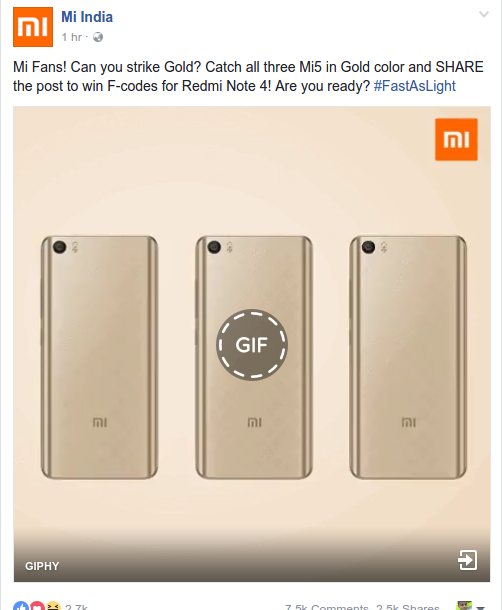 mi
Mi India
1 hr ·
Mi Fans! Can you strike Gold? Catch all three Mi5 in Gold color and SHARE
the post to win F-codes for Redmi Note 4! Are you ready? #FastAsLight
mi
GIF
mi
mi
mi
GIPHY
2.7k
7.5k Comments 2.5k Shares